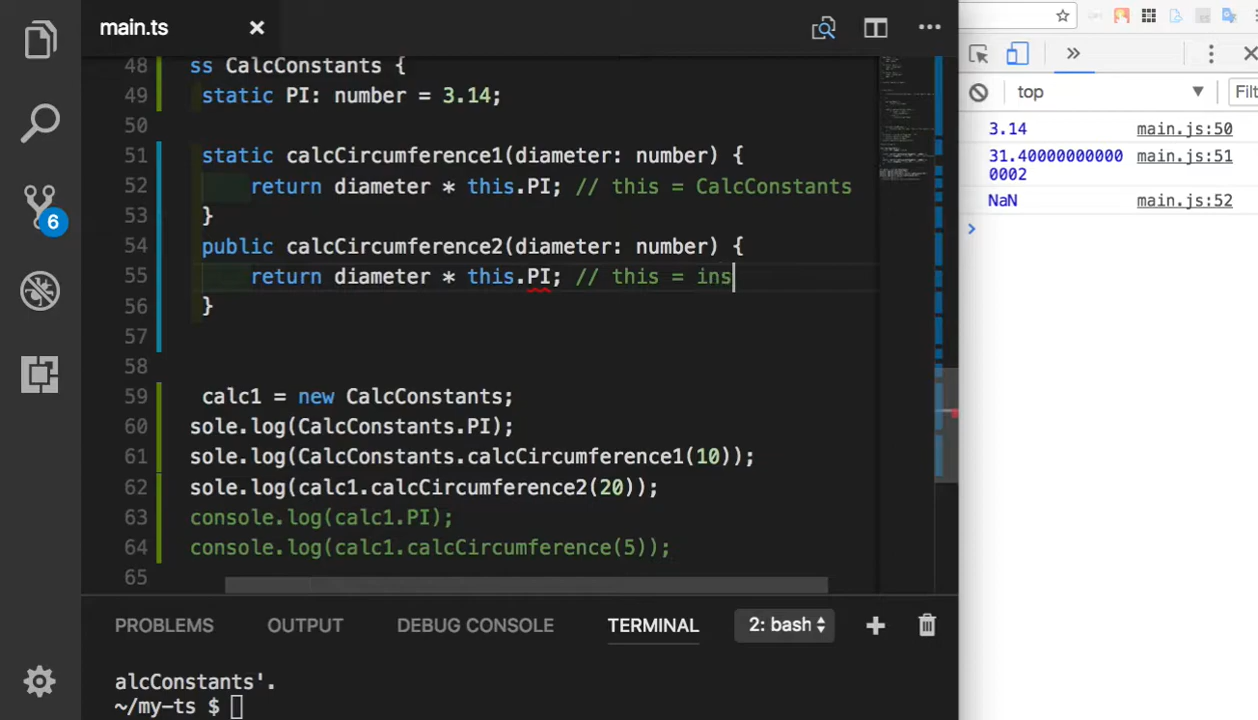 main.ts
48 ss CalcConstants {
49 static PI: number = 3.14;
50
51 static calcCircumference1(diameter: number) {
52 return diameter * this.PI; // this = CalcConstants
53 }
54 public calcCircumference2(diameter: number) {
55 return diameter * this.PI; // this = ins
56 }
57
58
59 calc1 = new CalcConstants;
60 sole.log(CalcConstants.PI);
61 sole.log(CalcConstants.calcCircumference1(10));
62 sole.log(calc1.calcCircumference2(20));
63 console.log(calc1.PI);
64 console.log(calc1.calcCircumference(5));
65
6
PROBLEMS OUTPUT DEBUG CONSOLE TERMINAL 2: bash
alcConstants'.
~/my-ts $
top Filt
3.14 main.js:50
31.40000000000 main.js:51
0002
NaN main.js:52